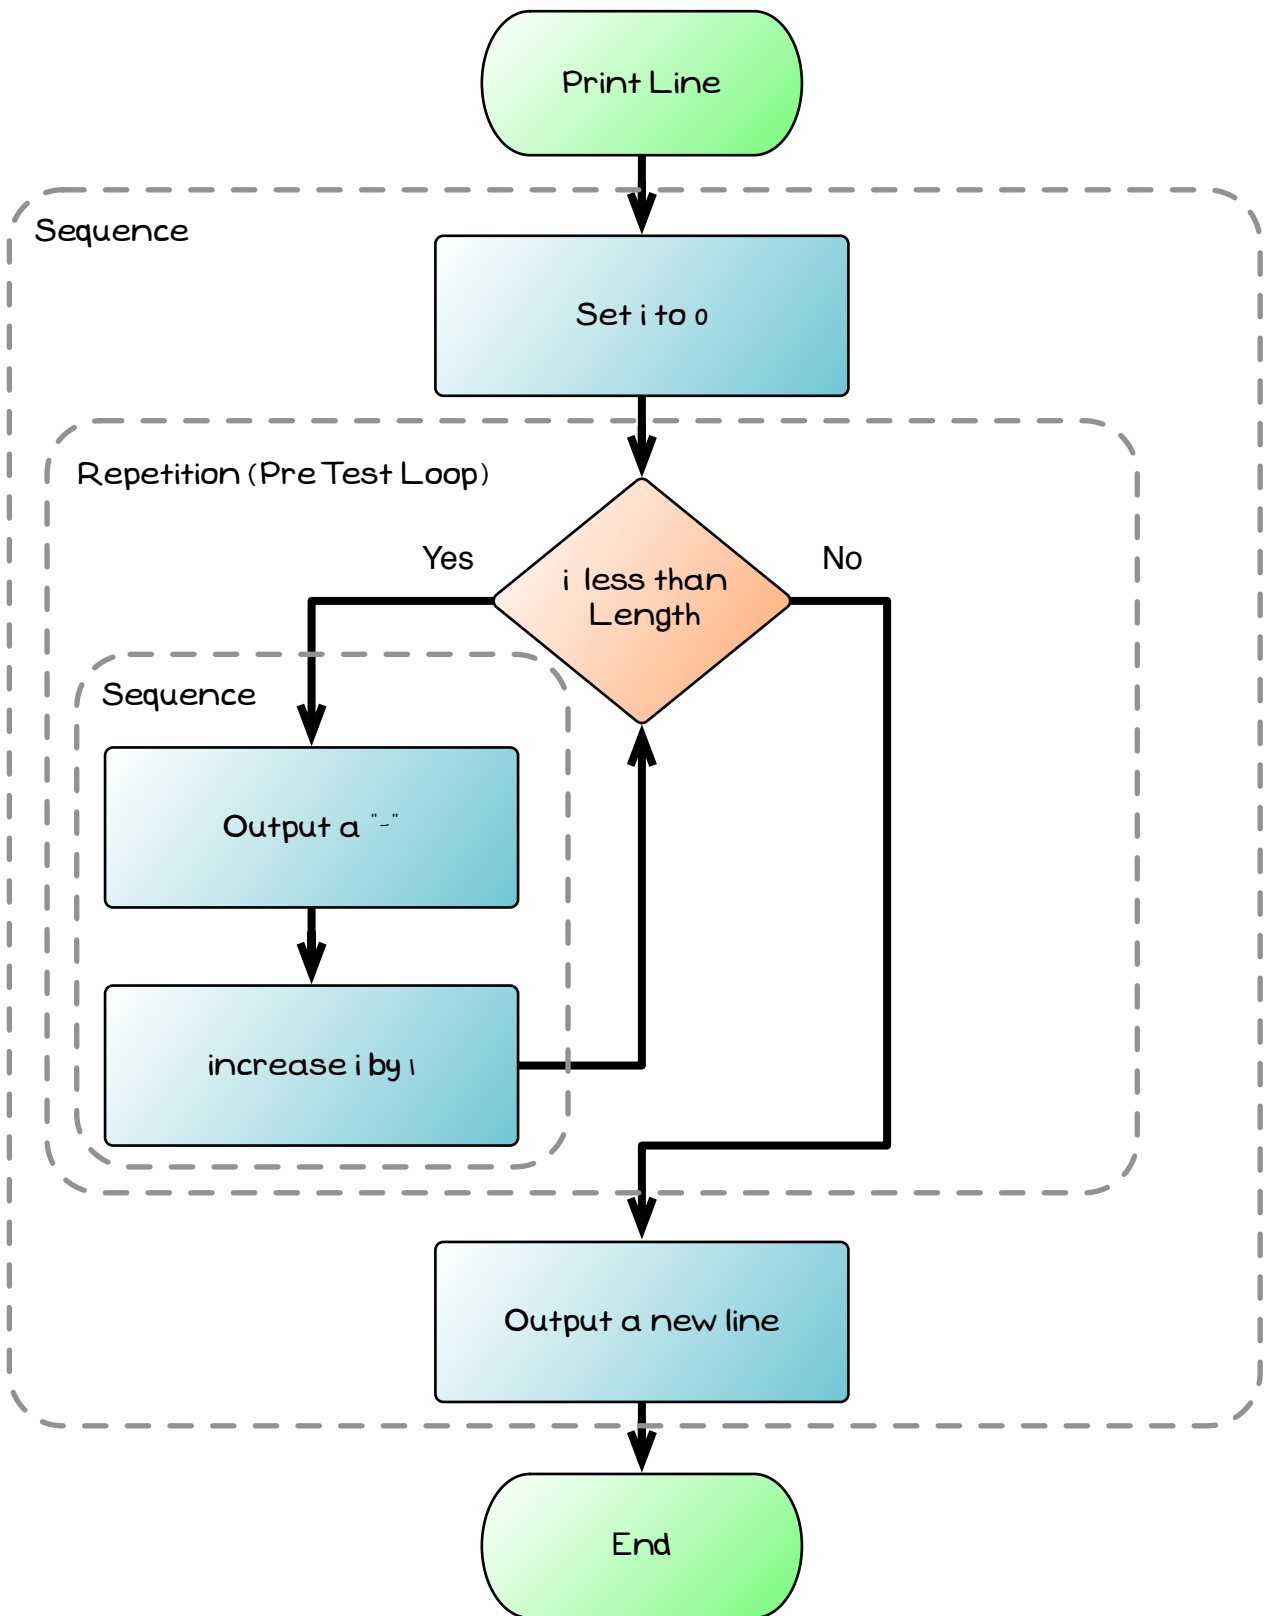 Print Line
Sequence
Set i to 0
Repetition (Pre Test Loop)
Yes
No
i less than
Length
Sequence
Output a "-"
increase i by 1
Output a new line
End